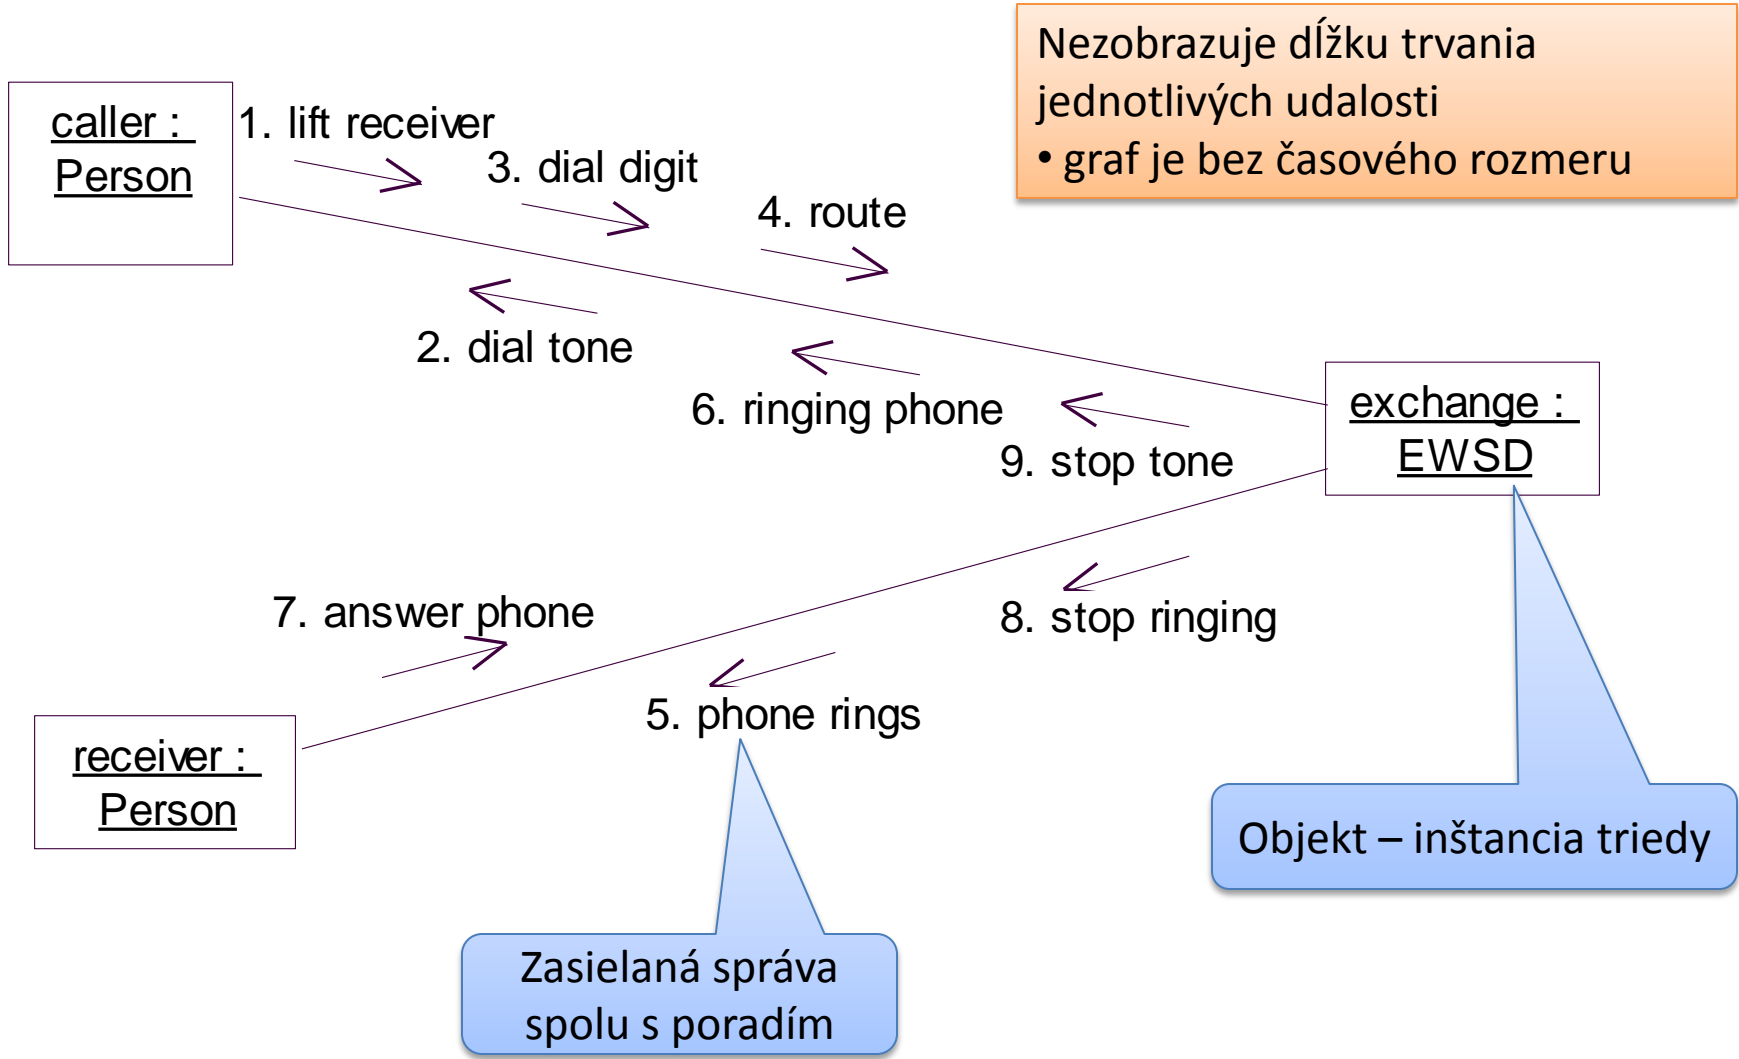 Nezobrazuje dĺžku trvania
jednotlivých udalosti
• graf je bez časového rozmeru
caller :
Person
1. lift receiver
3. dial digit
4. route
2. dial tone
6. ringing phone
9. stop tone
exchange :
EWSD
7. answer phone
8. stop ringing
5. phone rings
receiver :
Person
Objekt – inštancia triedy
Zasielaná správa
spolu s poradím